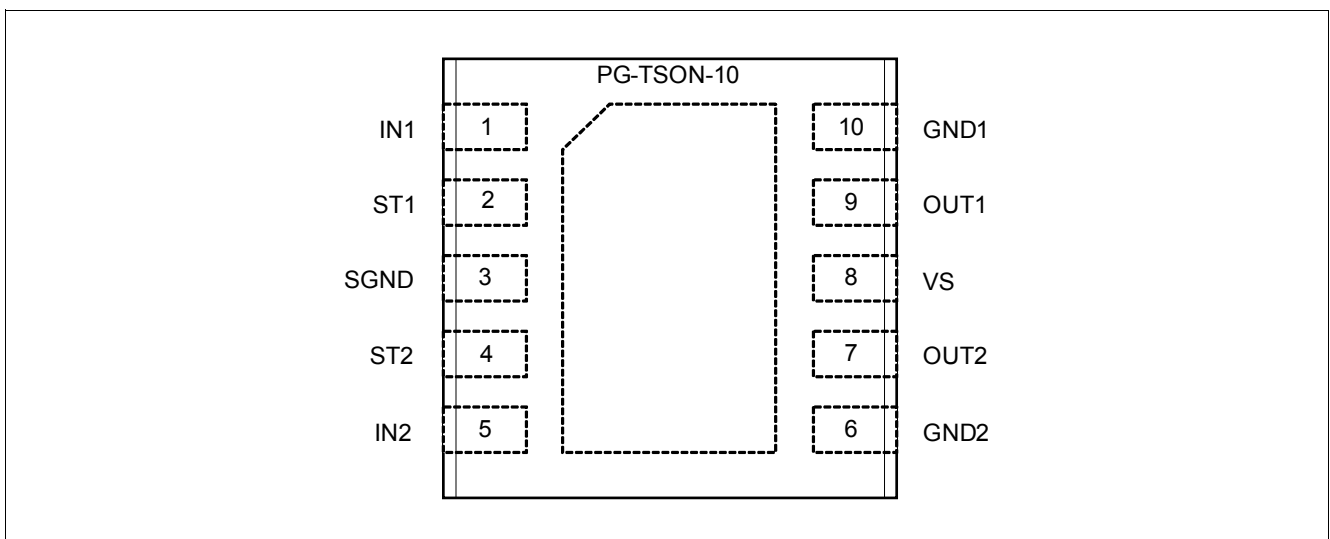 PG-TSON-10
IN1 1 10 GND1
ST1 2 9 OUT1
SGND 3 8 VS
ST2 4 7 OUT2
IN2 5 6 GND2